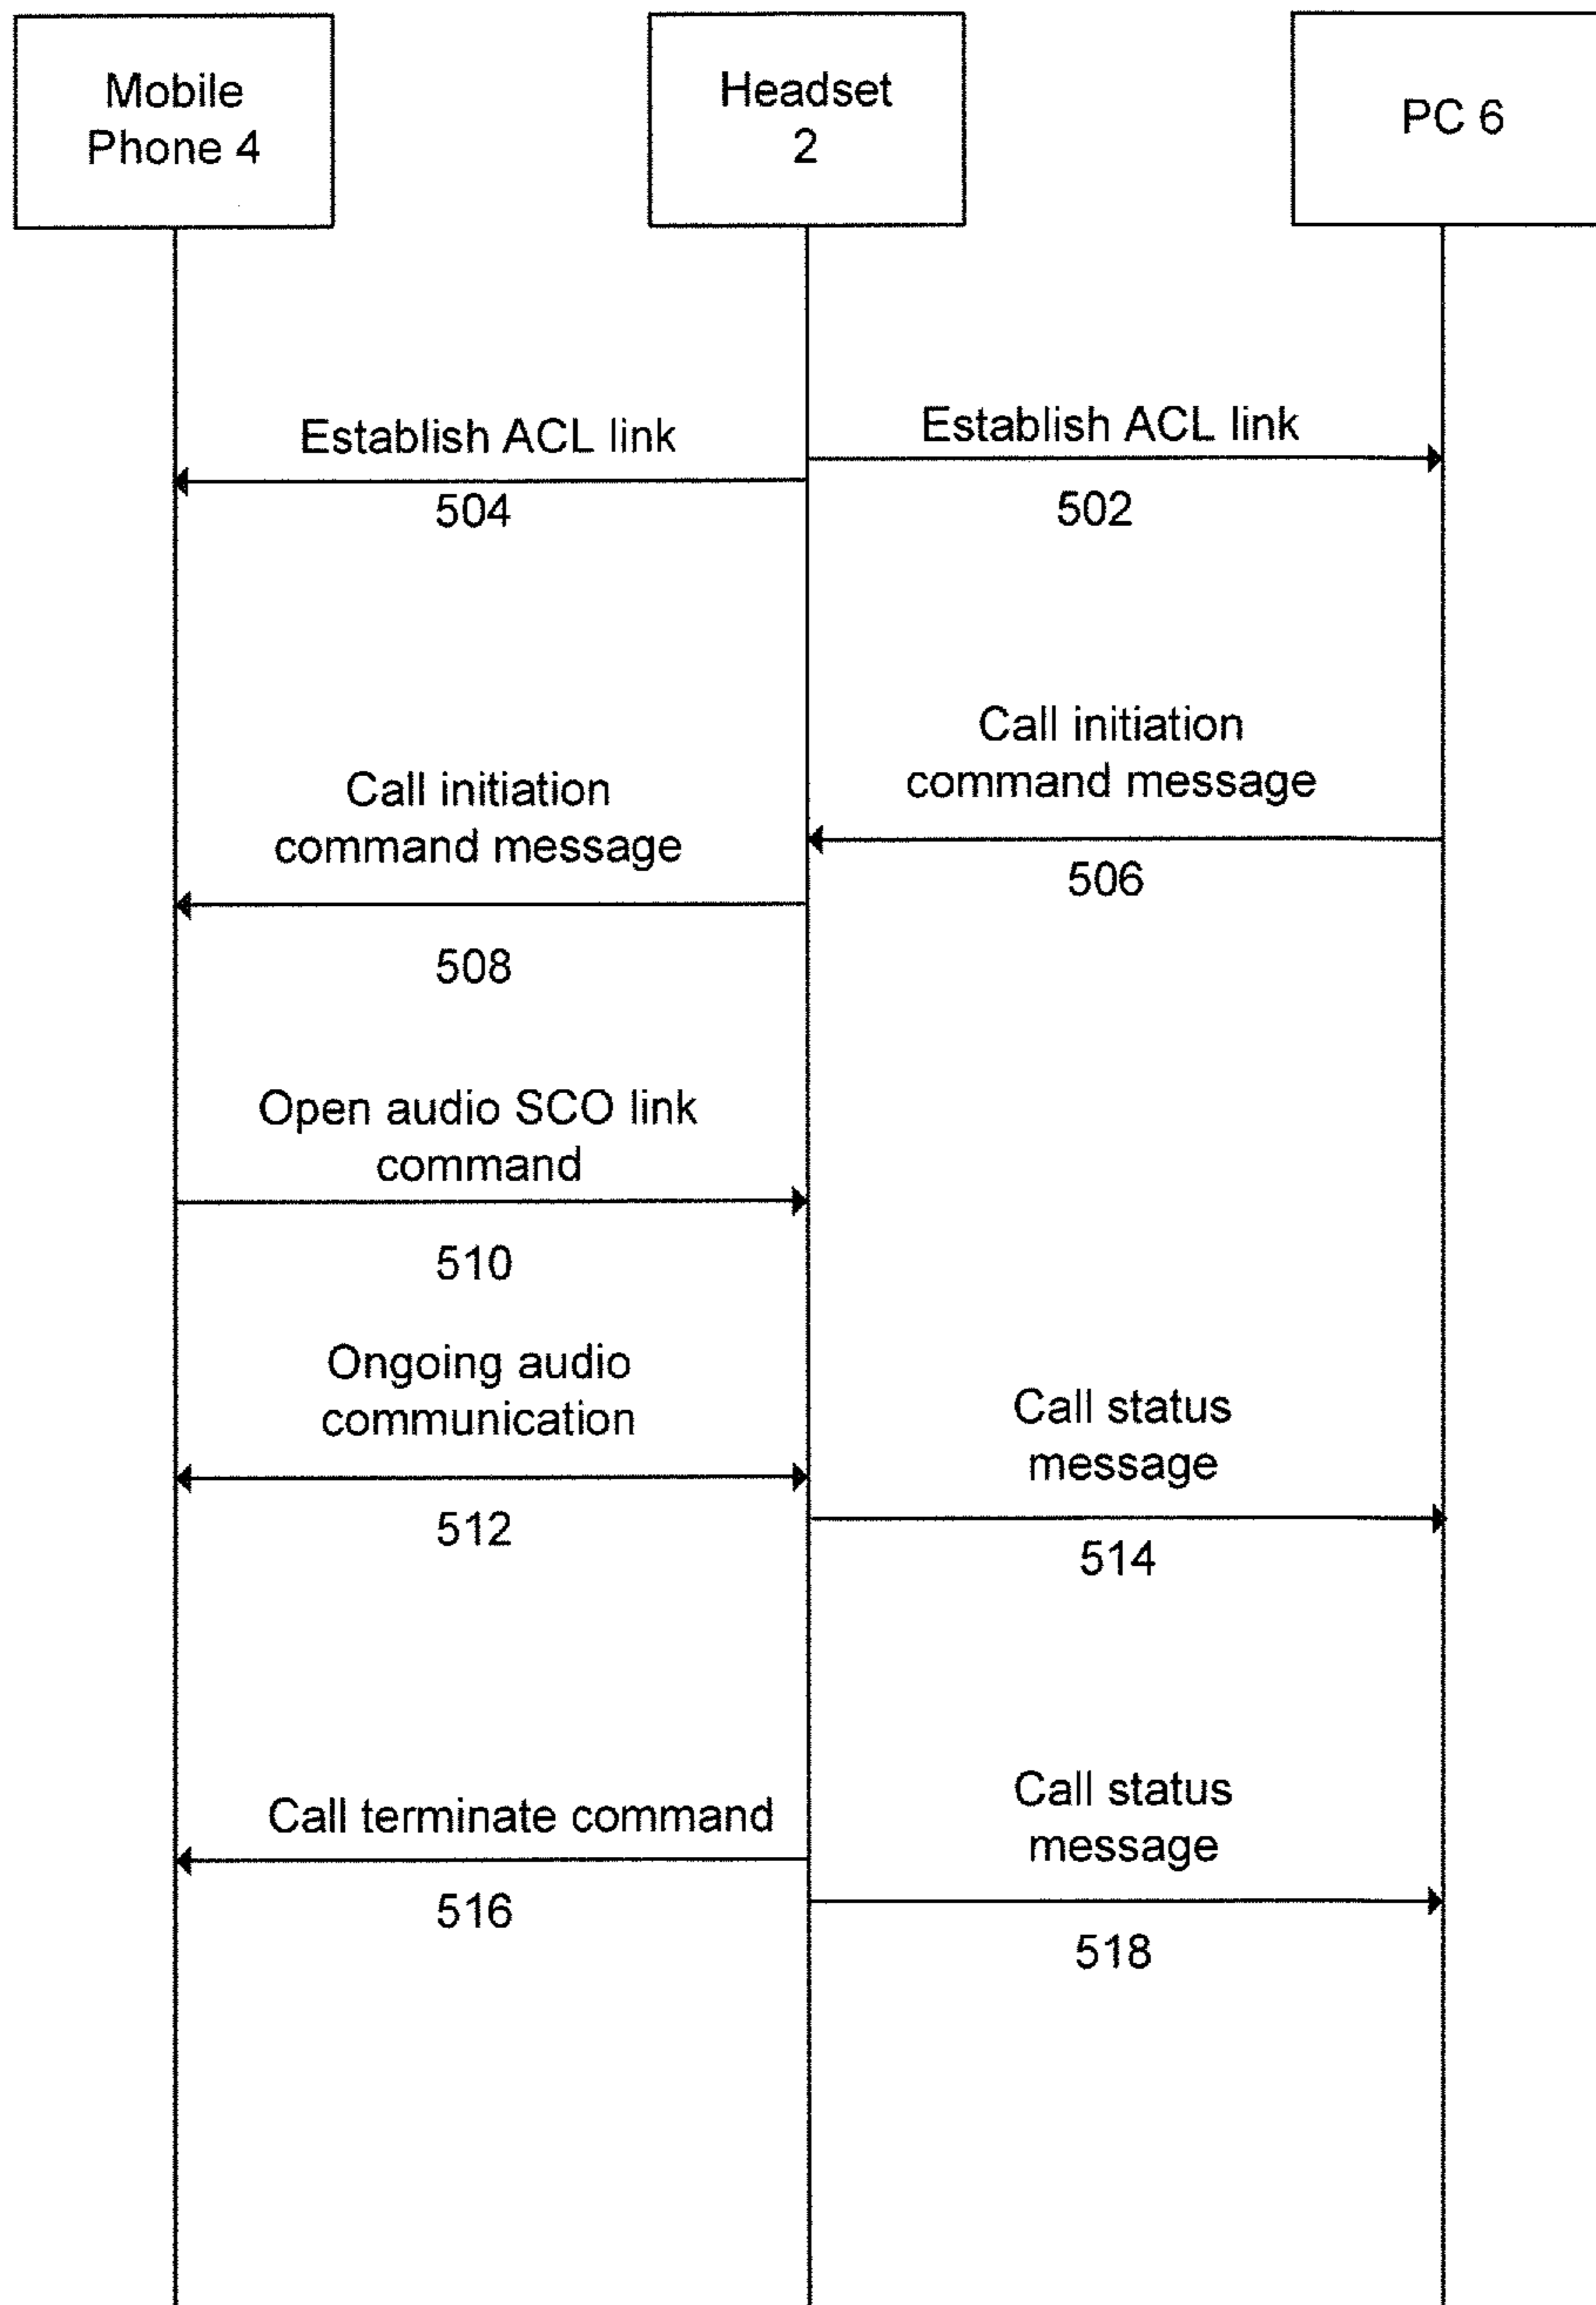 Mobile
Phone 4
Headset
2
PC 6
Establish ACL link
502
Establish ACL link
504
Call initiation
command message
506
Call initiation
command message
508
Open audio SCO link
command
510
Ongoing audio
communication
512
Call status
message
514
Call terminate command
516
Call status
message
518